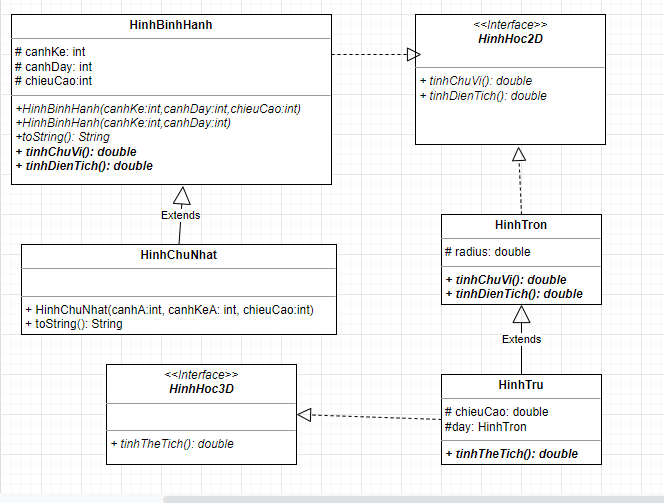 HinhBinhHanh
# canhKe: int
# canhDay: int
# chieuCao:int
+HinhBinhHanh(canhKe:int,canhDay:int,chieuCao:int)
+HinhBinhHanh(canhKe:int,canhDay:int)
+toString(): String
+ tinhChuVi(): double
+ tinhDienTich(): double
<<Interface>>
HinhHoc2D
+ tinhChuVi(): double
+ tinhDienTich(): double
Extends
HinhChuNhat
+ HinhChuNhat(canhA:int, canhKeA: int, chieuCao:int)
+ toString(): String
HinhTron
# radius: double
+ tinhChuVi(): double
+ tinhDienTich(): double
Extends
<<Interface>>
HinhHoc3D
+ tinhTheTich(): double
HinhTru
# chieuCao: double
#day: HinhTron
+ tinhTheTich(): double